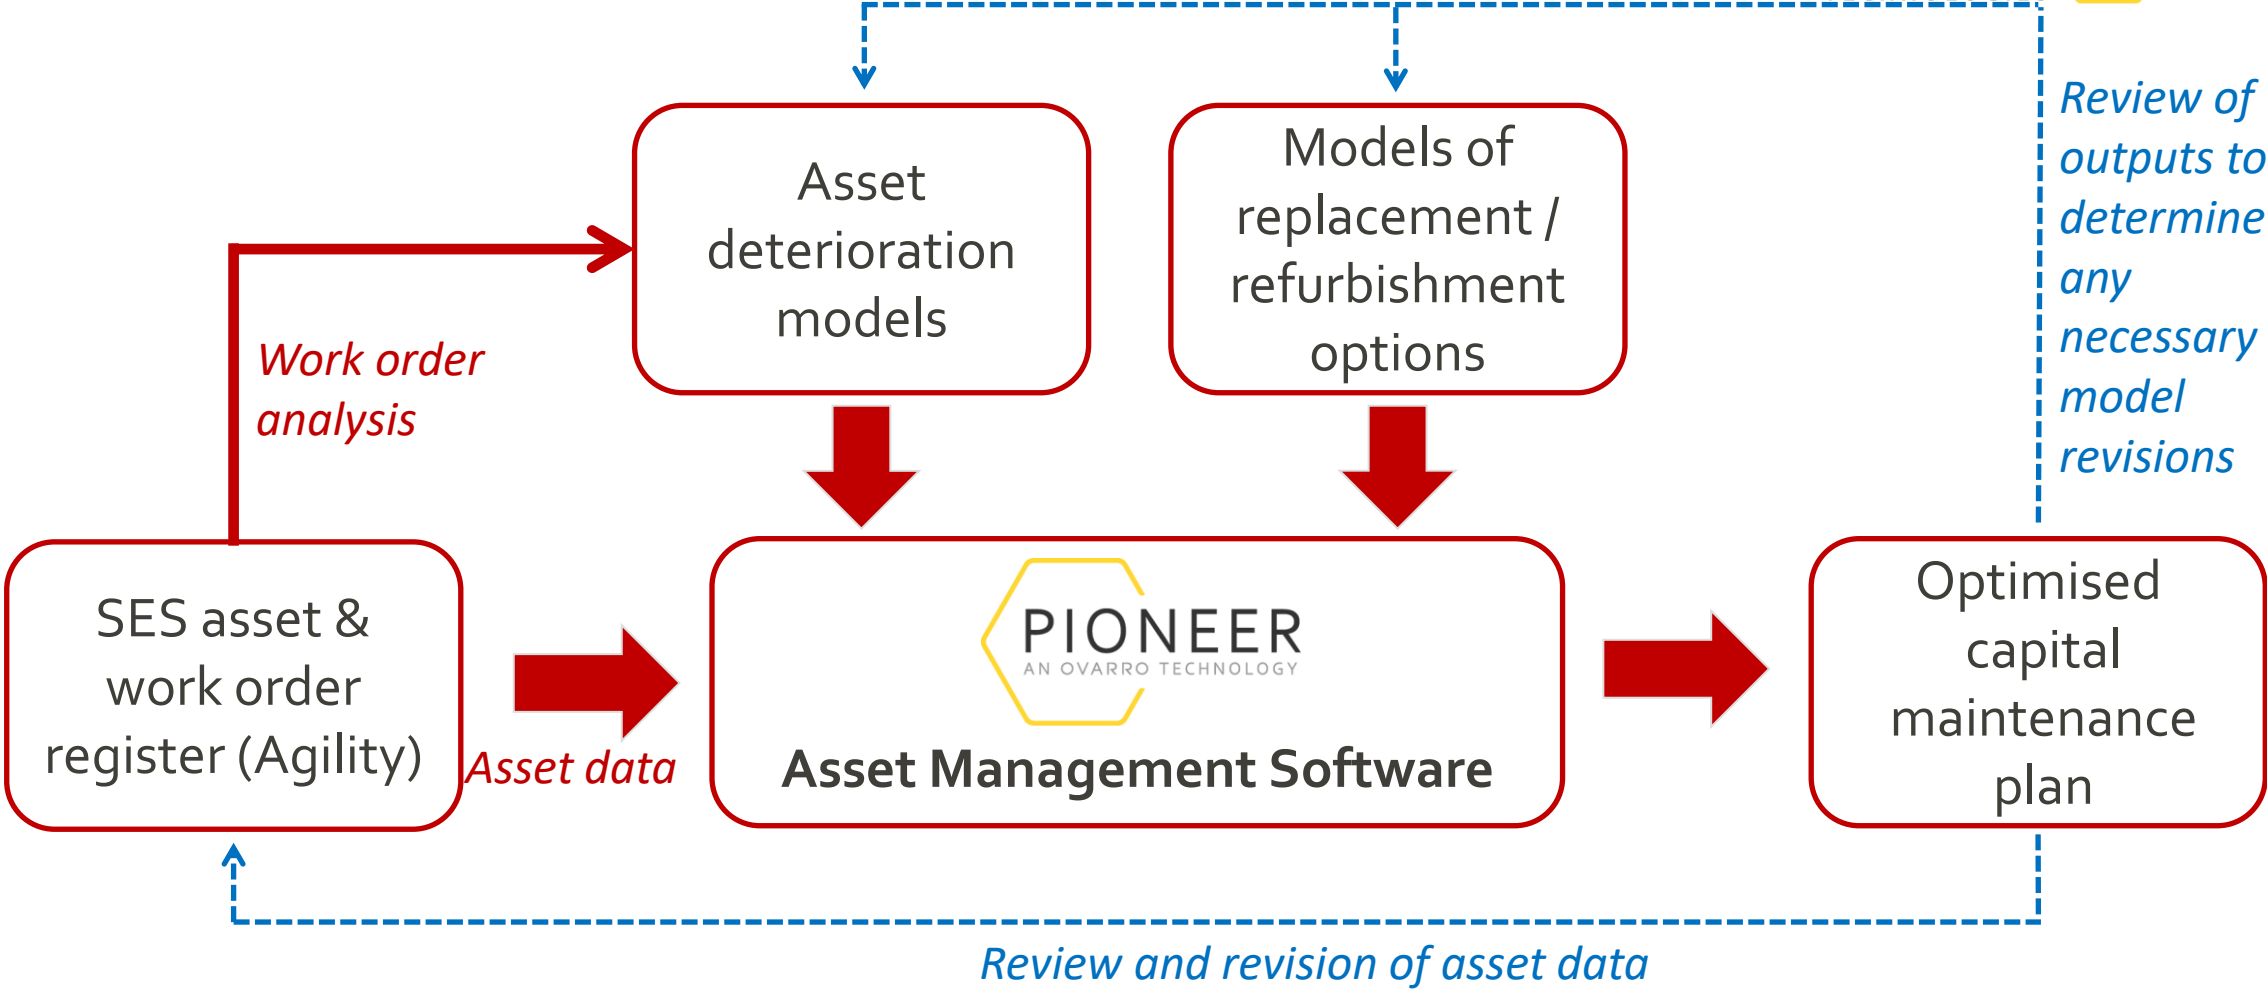 Asset
deterioration
models
Models of
replacement /
refurbishment
options
Review of
outputs to
determine
any
necessary
model
revisions
Work order
analysis
SES asset &
work order
register (Agility)
Asset data
PIONEER
AN OVARRO TECHNOLOGY
Asset Management Software
Optimised
capital
maintenance
plan
Review and revision of asset data